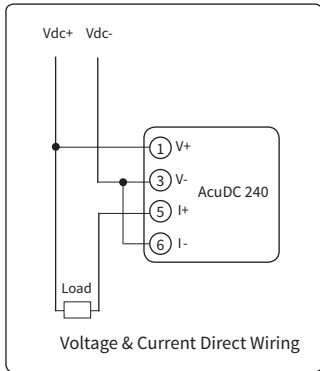 Vdc+ Vdc-
1 V+
3 V-
AcuDC 240
5 I+
6 I-
Load
Voltage & Current Direct Wiring